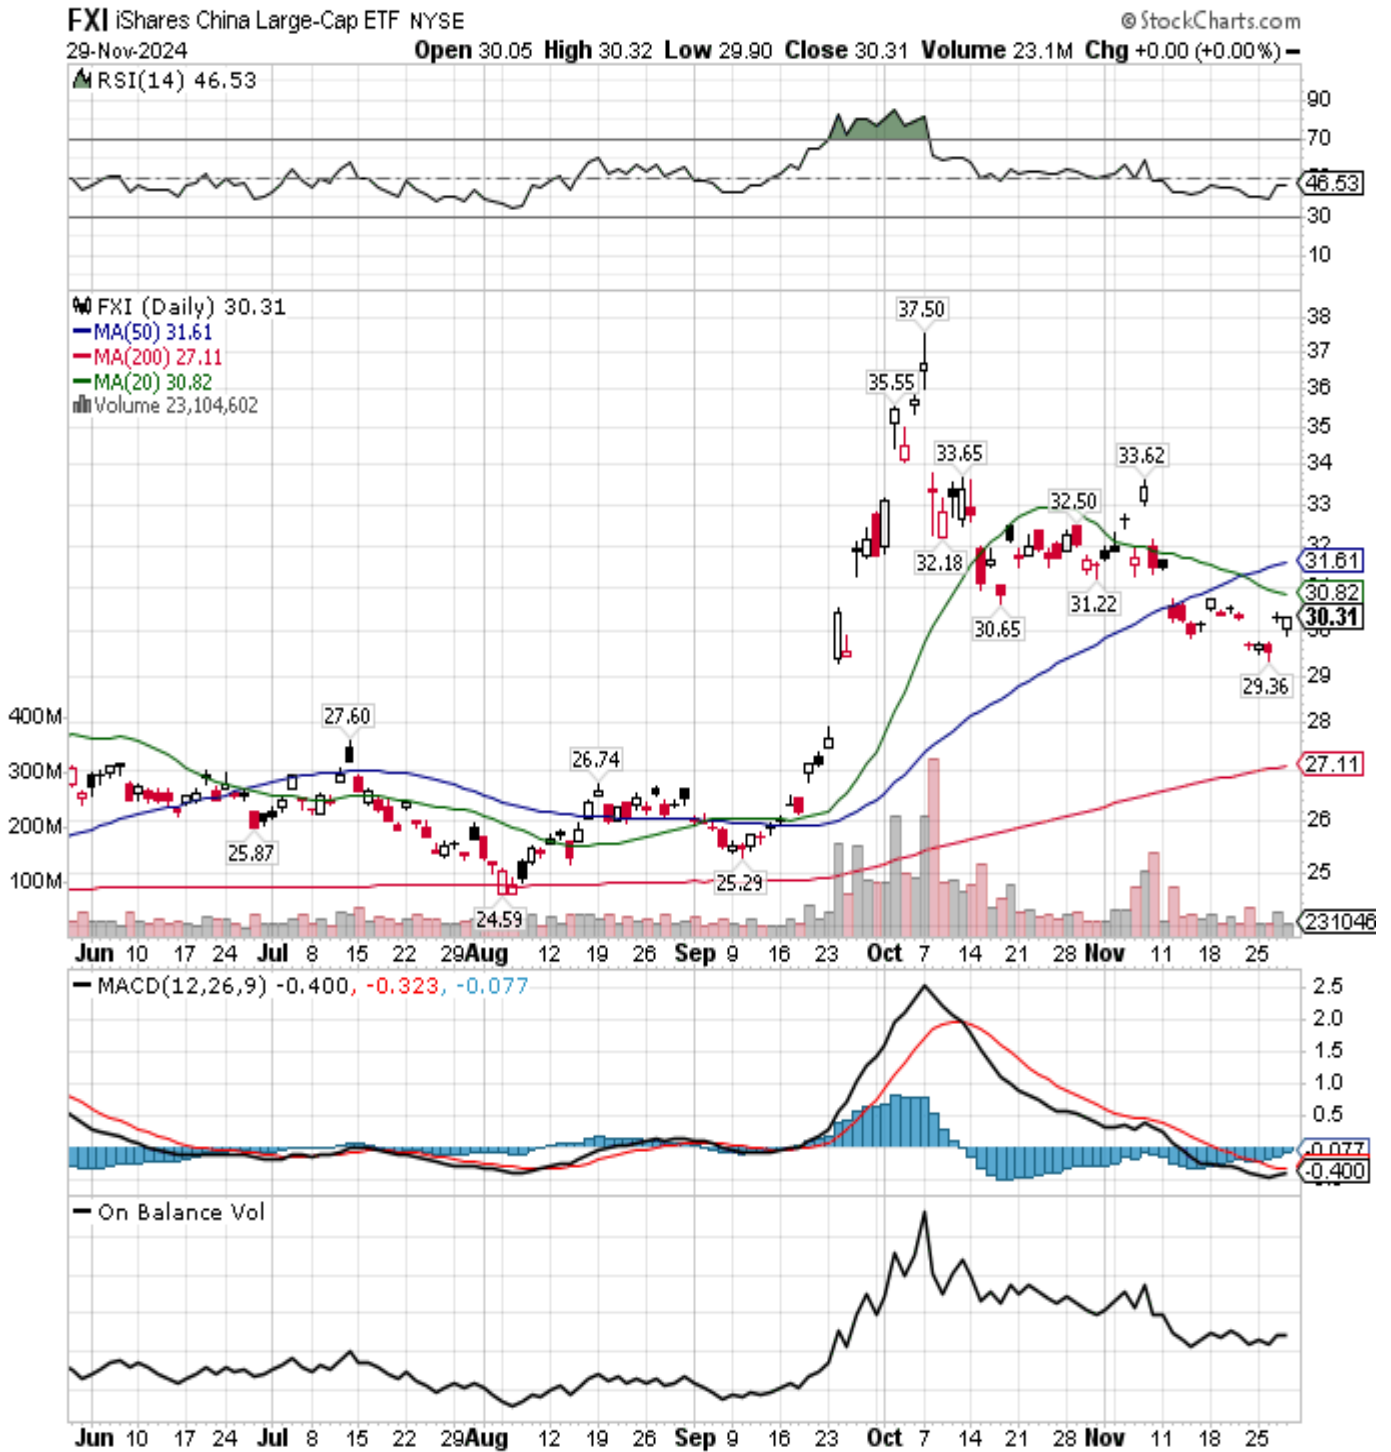 FXI iShares China Large-Cap ETF NYSE © StockCharts.com
29-Nov-2024 Open 30.05 High 30.32 Low 29.90 Close 30.31 Volume 23.1M Chg +0.00 (+0.00%)
RSI(14) 46.53
90
70
46.53
30
10
FXI (Daily) 30.31
MA(50) 31.61
MA(200) 27.11
MA(20) 30.82
Volume 23,104,602
37.50
35.55
33.65
33.62
32.50
32.18
31.22
30.65
29.36
27.60
26.74
25.87
25.29
24.59
38
37
36
35
34
33
32
31.61
30.82
30.31
29
28
27.11
26
25
231046
400M
300M
200M
100M
Jun 10 17 24 Jul 8 15 22 29 Aug 12 19 26 Sep 9 16 23 Oct 7 14 21 28 Nov 11 18 25
MACD(12,26,9) -0.400, -0.323, -0.077
2.5
2.0
1.5
1.0
0.5
-0.077
-0.400
On Balance Vol
Jun 10 17 24 Jul 8 15 22 29 Aug 12 19 26 Sep 9 16 23 Oct 7 14 21 28 Nov 11 18 25